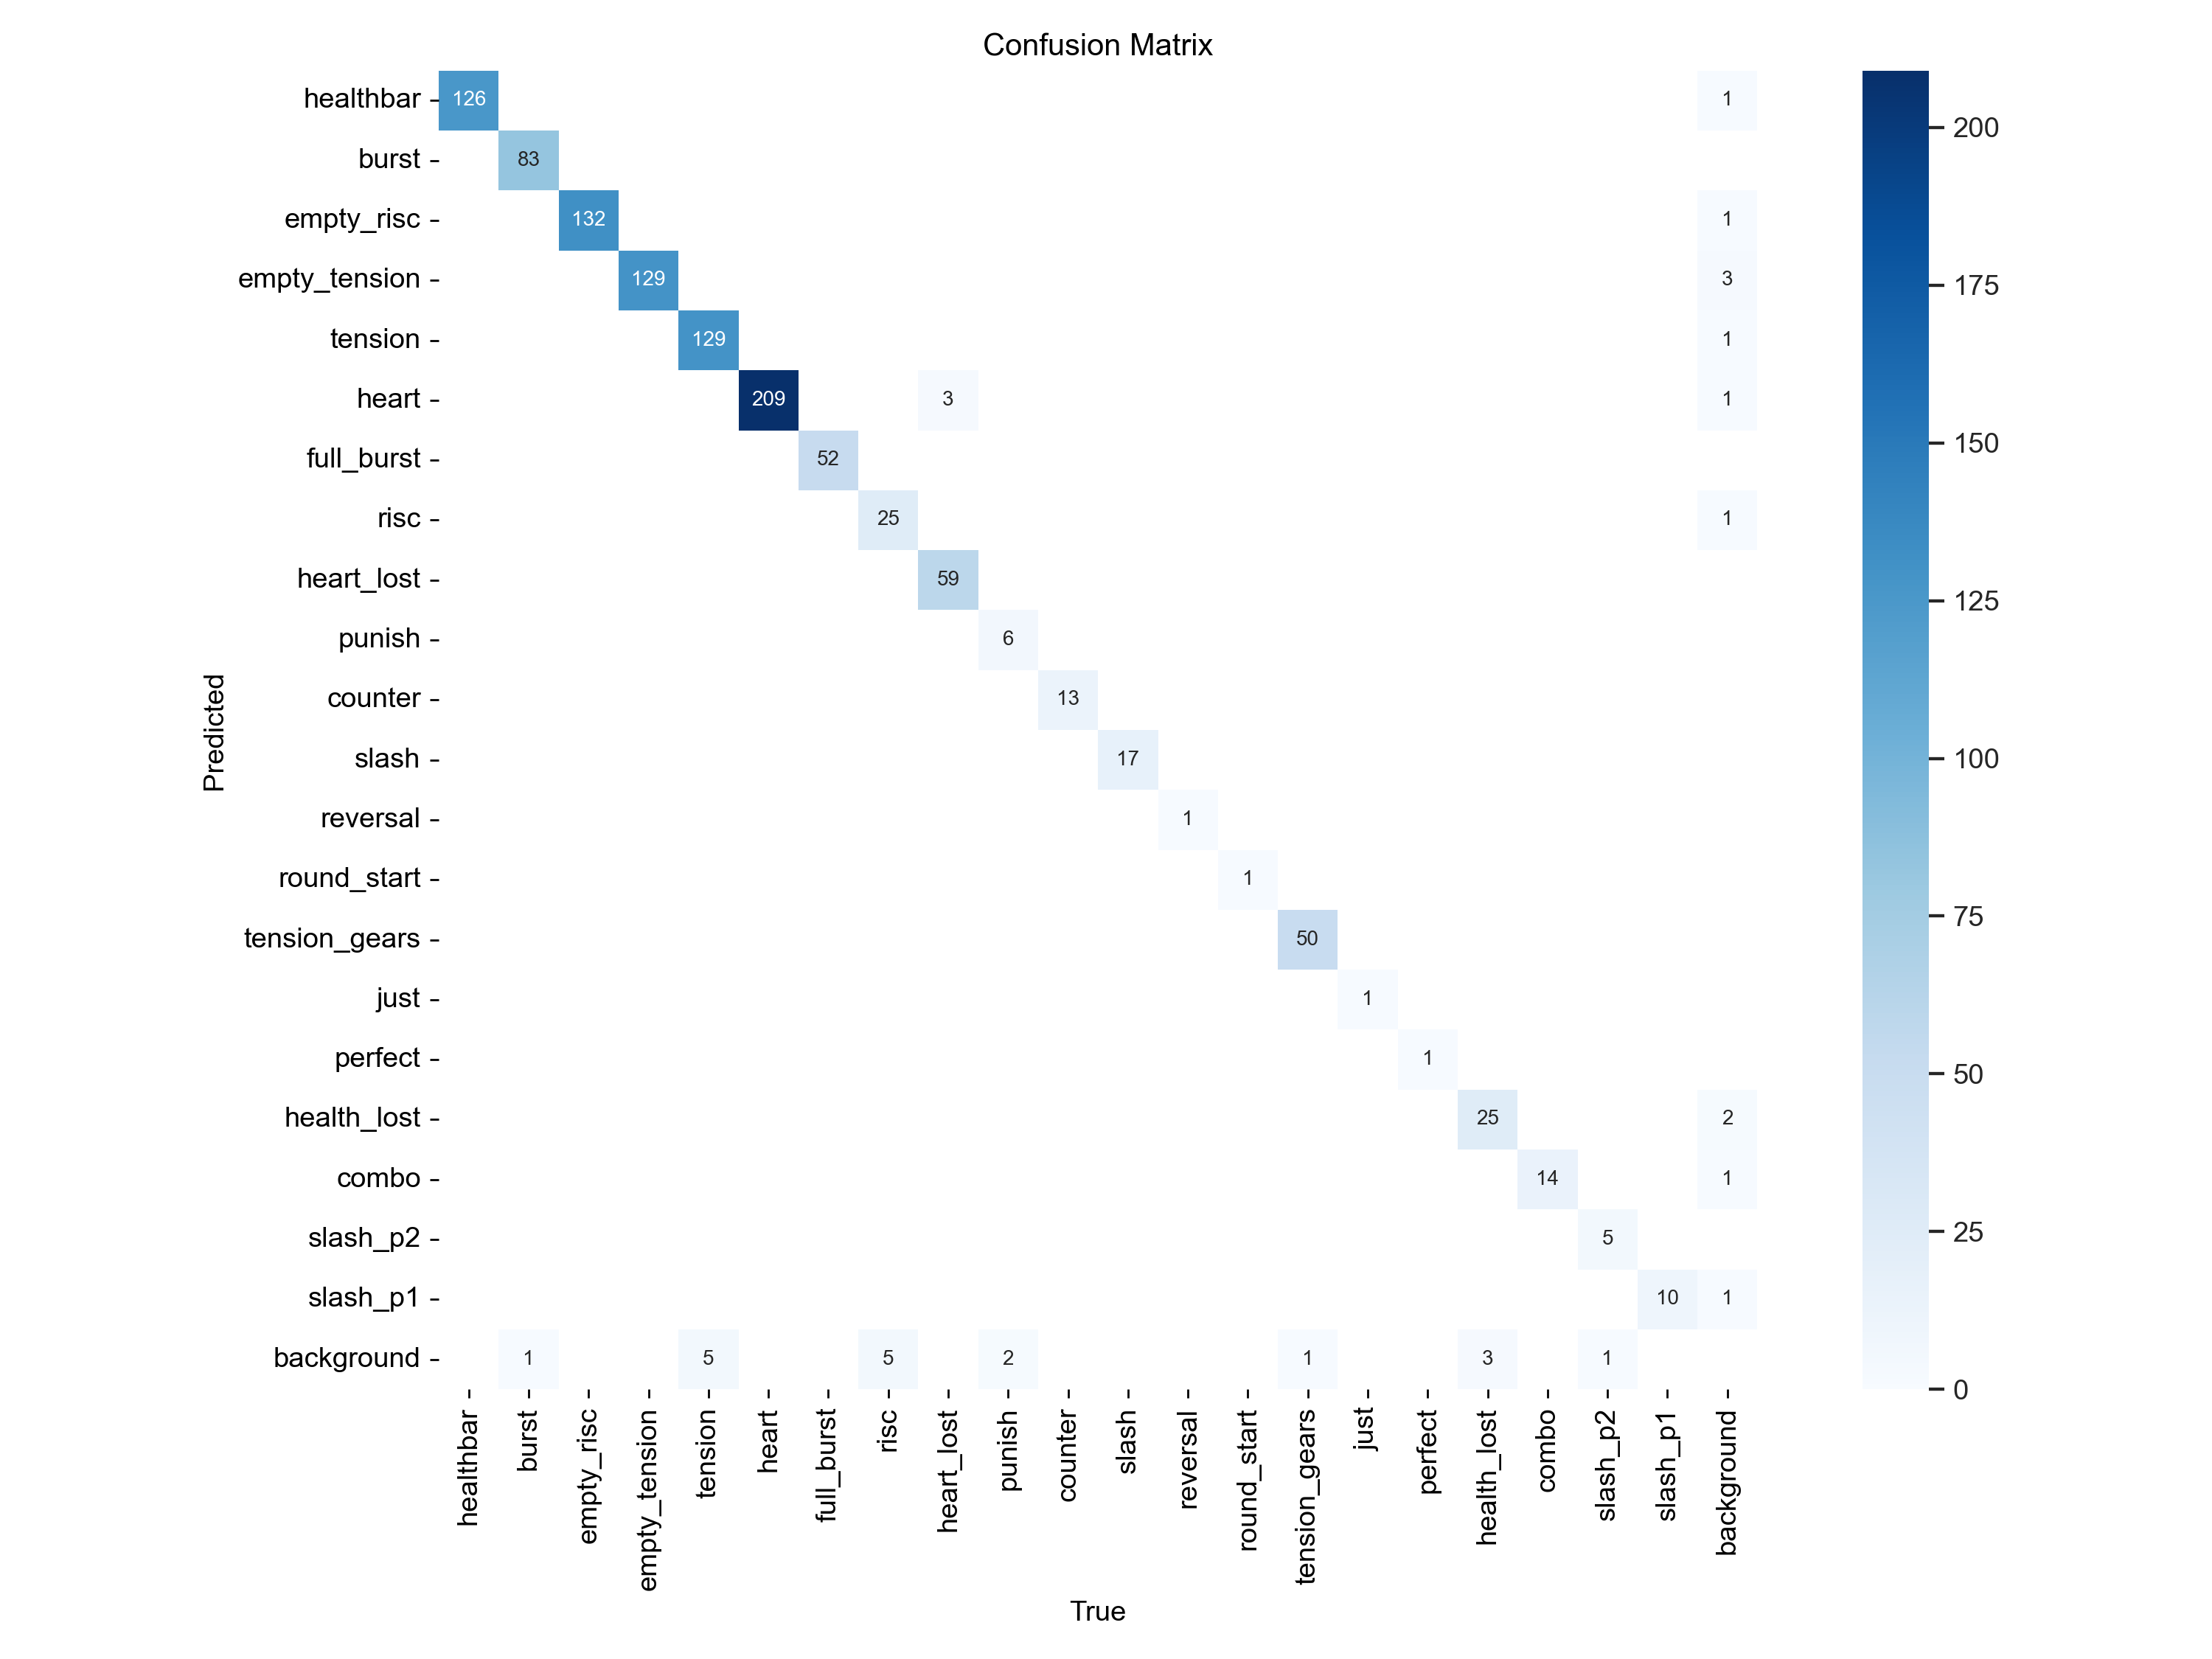 Confusion Matrix
healthbar 126 1
burst 83
empty_risc 132 1
empty_tension 129 3
tension 129 1
heart 209 3 1
full_burst 52
risc 25 1
heart_lost 59
punish 6
counter 13
slash 17
reversal 1
round_start 1
tension_gears 50
just 1
perfect 1
health_lost 25 2
combo 14 1
slash_p2 5
slash_p1 10 1
background 1 5 5 2 1 3 1
Predicted
healthbar
burst
empty_risc
empty_tension
tension
heart
full_burst
risc
heart_lost
punish
counter
slash
reversal
round_start
tension_gears
just
perfect
health_lost
combo
slash_p2
slash_p1
background
True
200
175
150
125
100
75
50
25
0